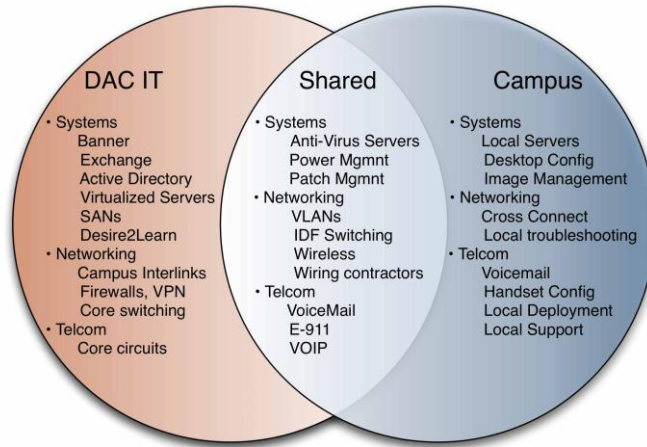 DAC IT
• Systems
Banner
Exchange
Active Directory
Virtualized Servers
SANs
Desire2Learn
• Networking
Campus Interlinks
Firewalls, VPN
Core switching
• Telcom
Core circuits
Shared
• Systems
Anti-Virus Servers
Power Mgmnt
Patch Mgmnt
• Networking
VLANs
IDF Switching
Wireless
Wiring contractors
• Telcom
VoiceMail
E-911
VOIP
Campus
• Systems
Local Servers
Desktop Config
Image Management
• Networking
Cross Connect
Local troubleshooting
• Telcom
Voicemail
Handset Config
Local Deployment
Local Support